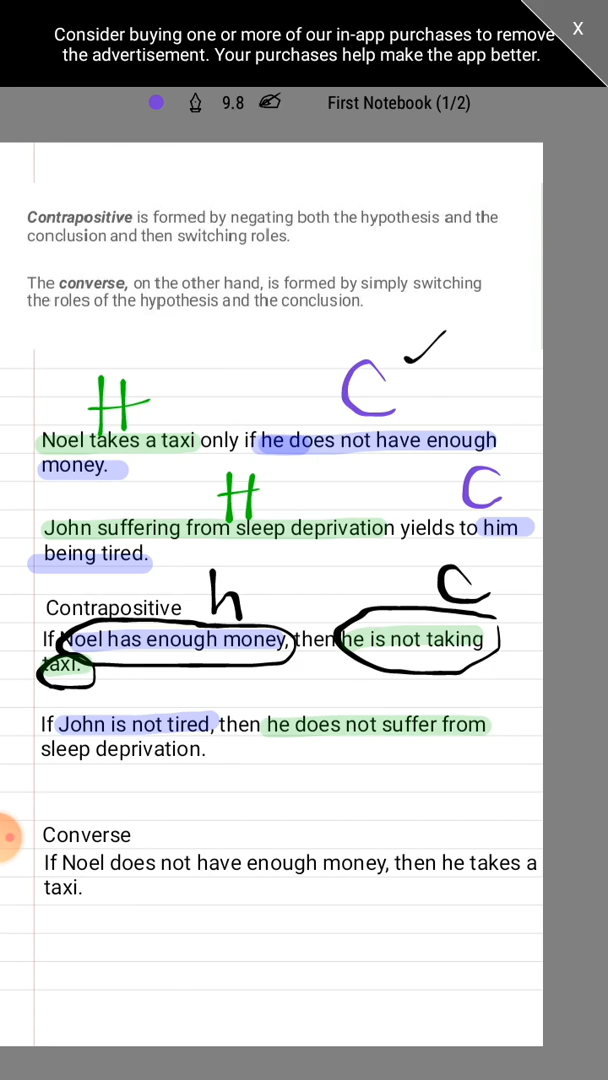 Consider buying one or more of our in-app purchases to remove
the advertisement. Your purchases help make the app better.
X
9.8 First Notebook (1/2)
Contrapositive is formed by negating both the hypothesis and the
conclusion and then switching roles.
The converse, on the other hand, is formed by simply switching
the roles of the hypothesis and the conclusion.
H C
Noel takes a taxi only if he does not have enough
money.
H C
John suffering from sleep deprivation yields to him
being tired.
h C
Contrapositive
If Noel has enough money, then he is not taking
taxi.
If John is not tired, then he does not suffer from
sleep deprivation.
Converse
If Noel does not have enough money, then he takes a
taxi.